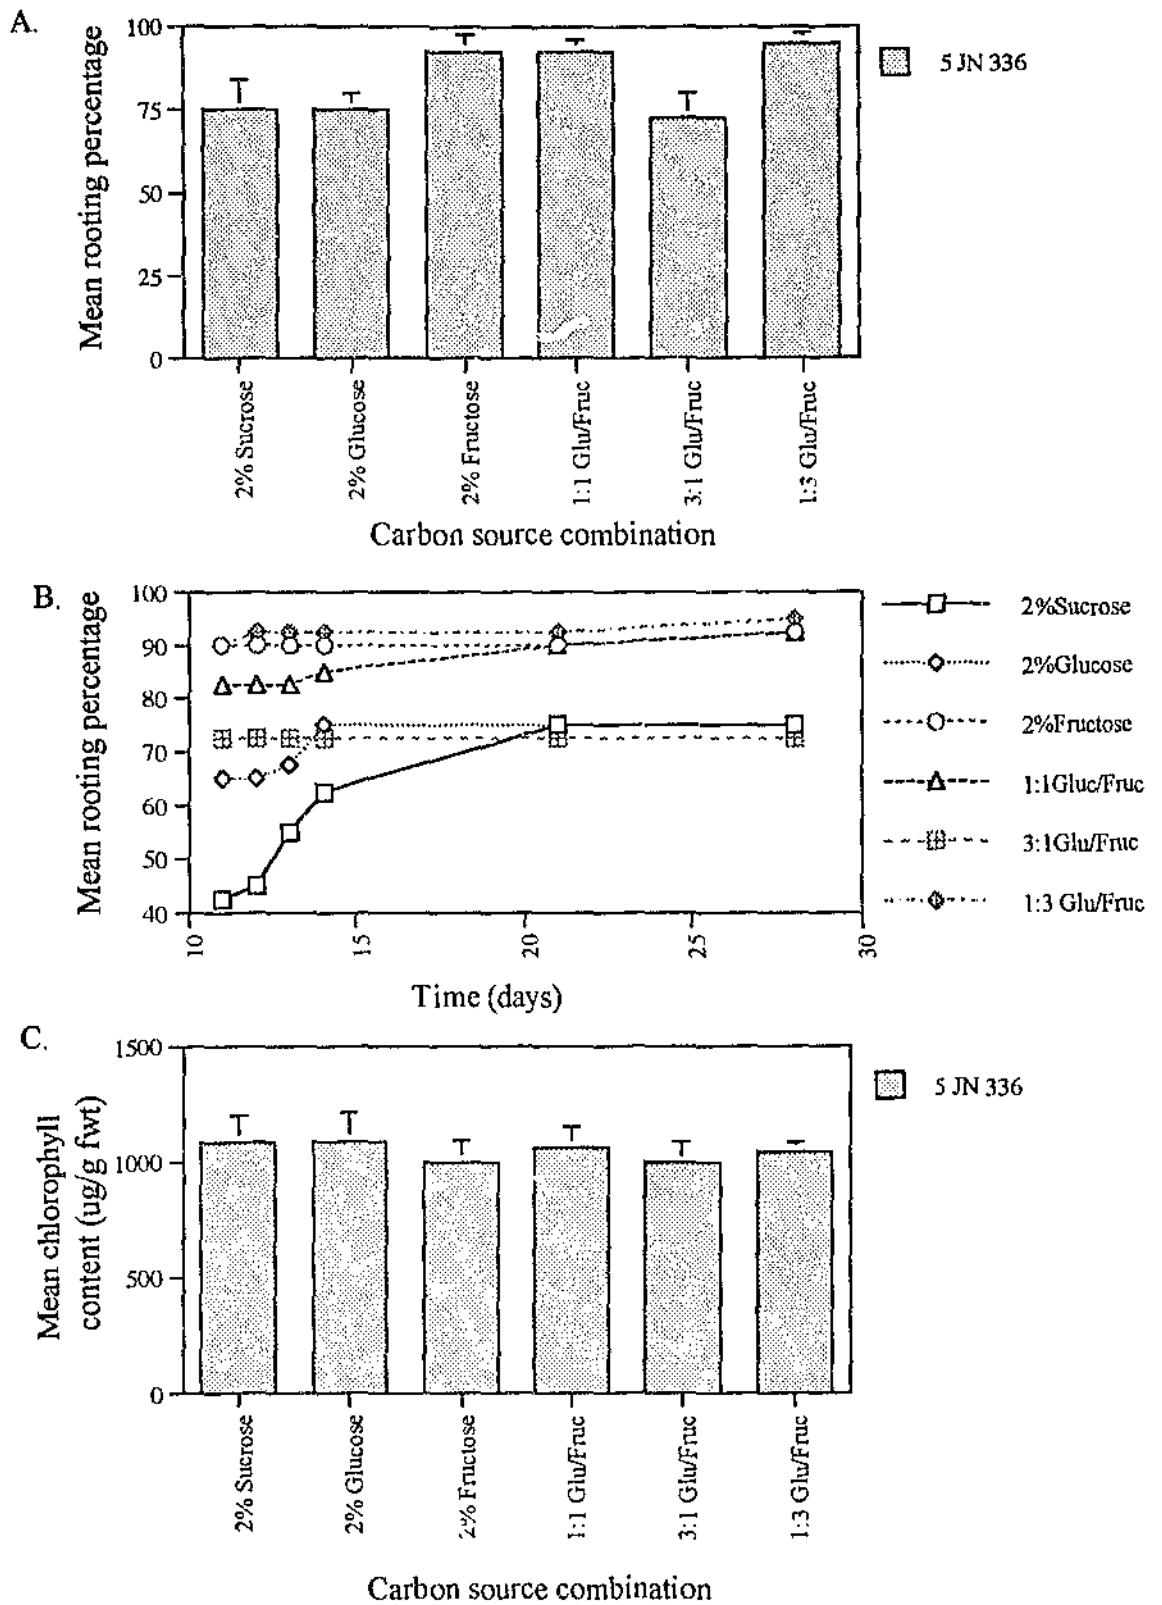 A.
Mean rooting percentage
100
75
50
25
0
2% Sucrose
2% Glucose
2% Fructose
1:1 Glu/Fruc
3:1 Glu/Fruc
1:3 Glu/Fruc
Carbon source combination
5 JN 336
B.
Mean rooting percentage
100
90
80
70
60
50
40
10
15
20
25
30
Time (days)
2%Sucrose
2%Glucose
2%Fructose
1:1Gluc/Fruc
3:1Glu/Fruc
1:3 Glu/Fruc
C.
Mean chlorophyll
content (ug/g fwt)
1500
1000
500
0
2% Sucrose
2% Glucose
2% Fructose
1:1 Glu/Fruc
3:1 Glu/Fruc
1:3 Glu/Fruc
Carbon source combination
5 JN 336